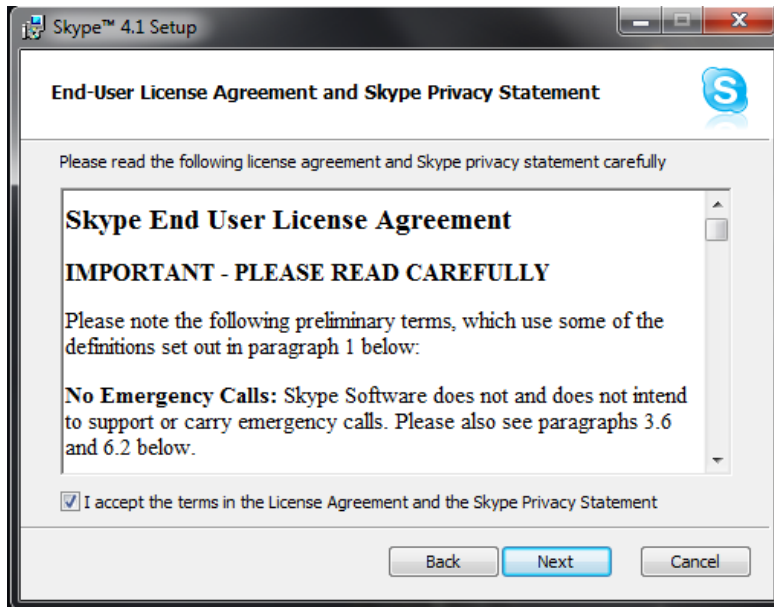 Skype™ 4.1 Setup
End-User License Agreement and Skype Privacy Statement
Please read the following license agreement and Skype privacy statement carefully
Skype End User License Agreement
IMPORTANT - PLEASE READ CAREFULLY
Please note the following preliminary terms, which use some of the
definitions set out in paragraph 1 below:
No Emergency Calls: Skype Software does not and does not intend
to support or carry emergency calls. Please also see paragraphs 3.6
and 6.2 below.
I accept the terms in the License Agreement and the Skype Privacy Statement
Back Next Cancel